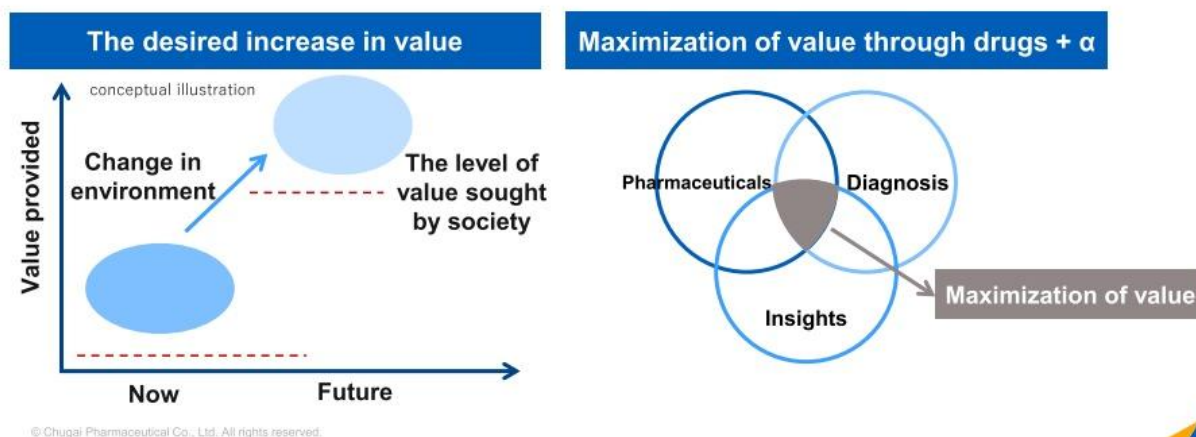 The desired increase in value
conceptual illustration
Value provided
Change in
environment
The level of
value sought
by society
Now
Future
Maximization of value through drugs + α
Pharmaceuticals
Diagnosis
Insights
Maximization of value
© Chugai Pharmaceutical Co., Ltd. All rights reserved.